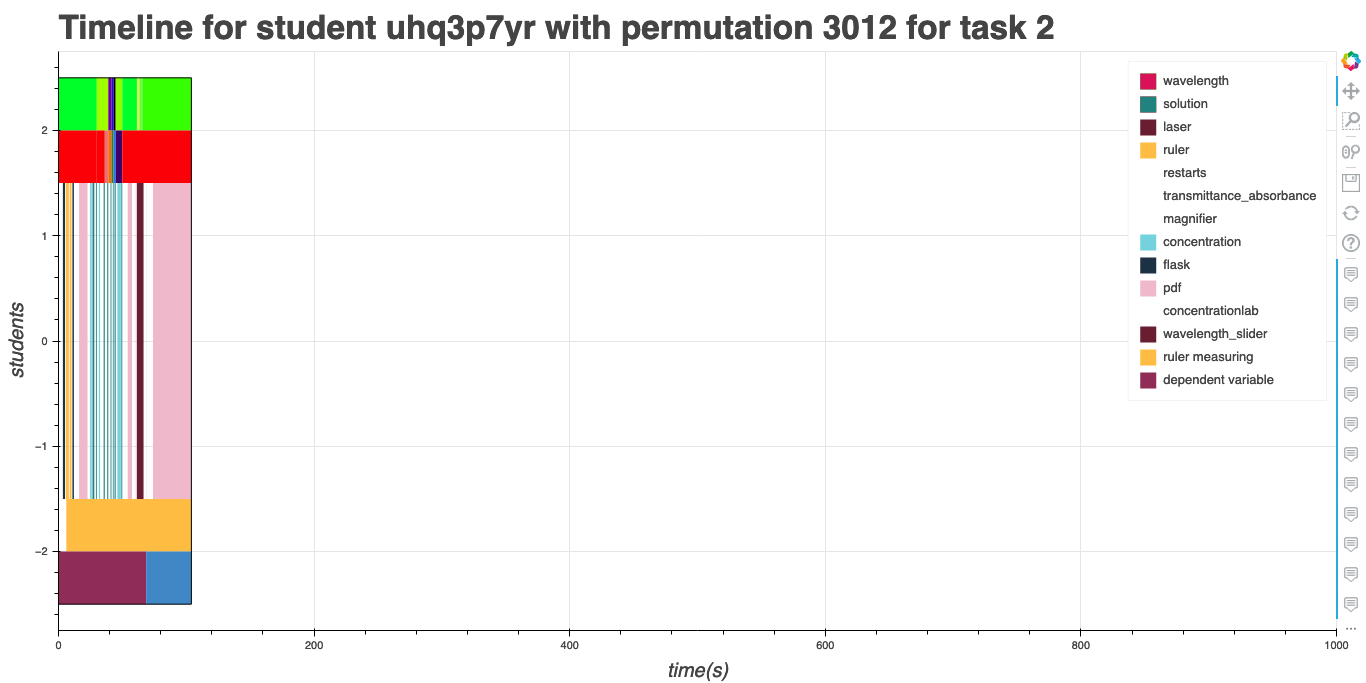 Timeline for student uhq3p7yr with permutation 3012 for task 2
wavelength
solution
laser
ruler
restarts
transmittance_absorbance
magnifier
concentration
flask
pdf
concentrationlab
wavelength_slider
ruler measuring
dependent variable
students
2
1
0
−1
−2
0 200 400 600 800 1000
time(s)